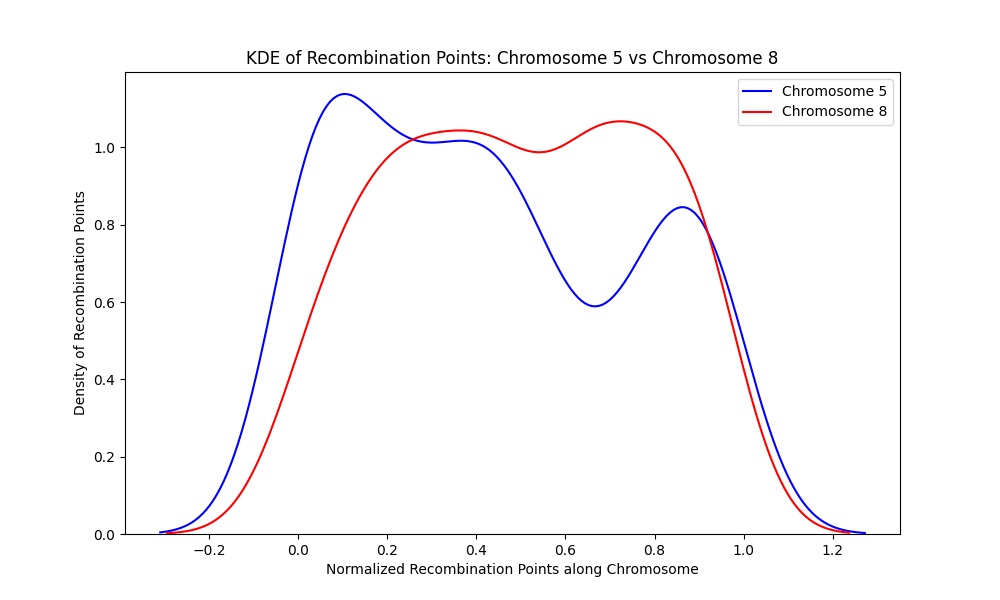 KDE of Recombination Points: Chromosome 5 vs Chromosome 8
Chromosome 5
Chromosome 8
Density of Recombination Points
1.0
0.8
0.6
0.4
0.2
0.0
−0.2 0.0 0.2 0.4 0.6 0.8 1.0 1.2
Normalized Recombination Points along Chromosome